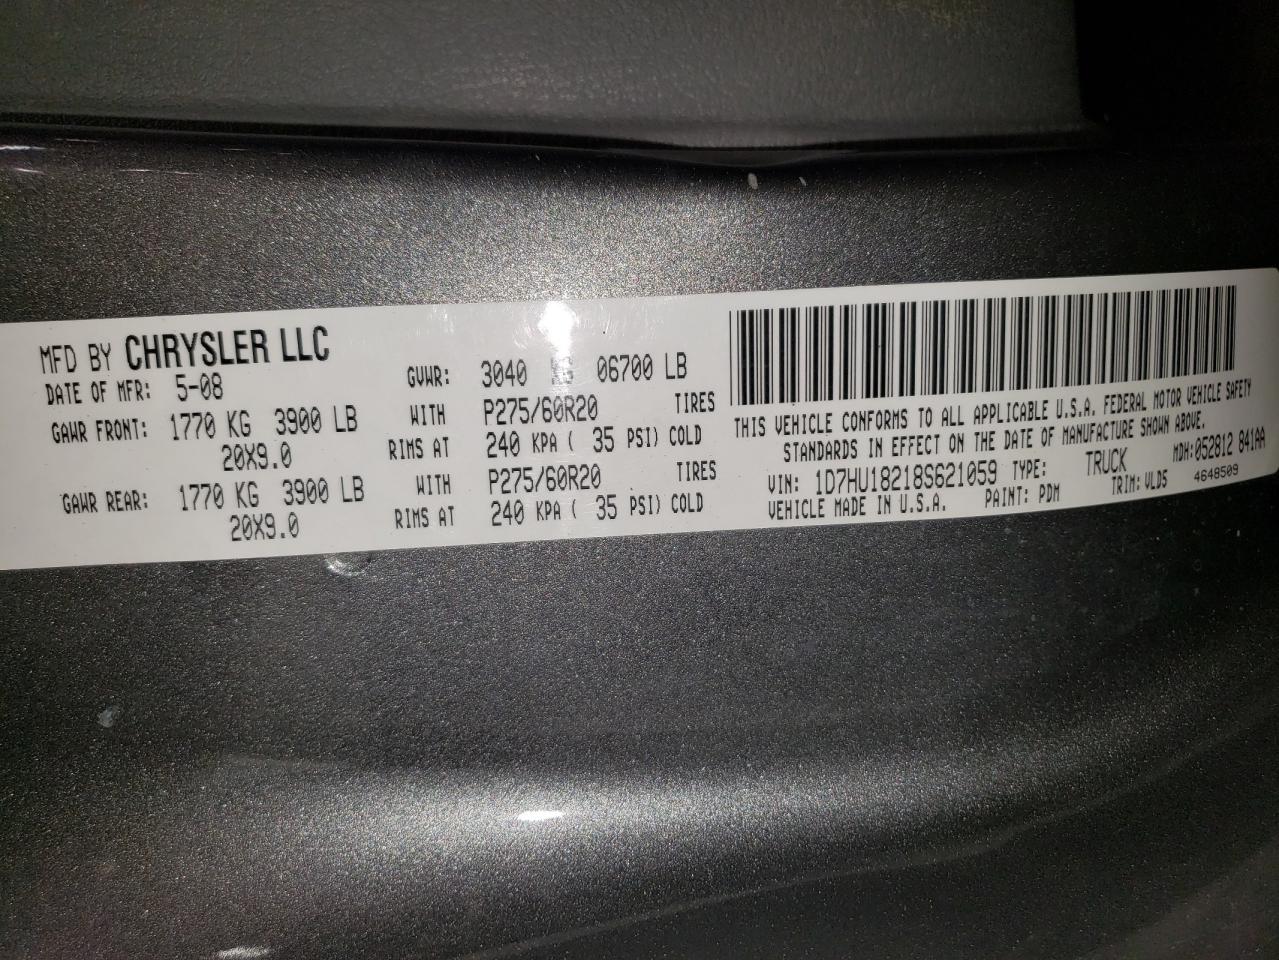 MFD BY CHRYSLER LLC
DATE OF MFR: 5-08 GVWR: 3040 KG 06700 LB
GAWR FRONT: 1770 KG 3900 LB WITH P275/60R20 TIRES
20X9.0 RIMS AT 240 KPA ( 35 PSI) COLD
GAWR REAR: 1770 KG 3900 LB WITH P275/60R20 TIRES
20X9.0 RIMS AT 240 KPA ( 35 PSI) COLD
THIS VEHICLE CONFORMS TO ALL APPLICABLE U.S.A. FEDERAL MOTOR VEHICLE SAFETY
STANDARDS IN EFFECT ON THE DATE OF MANUFACTURE SHOWN ABOVE.
VIN: 1D7HU18218S621059 TYPE: TRUCK MDH:052812 841AA
VEHICLE MADE IN U.S.A. PAINT: PDM TRIM: VLD5 4648509